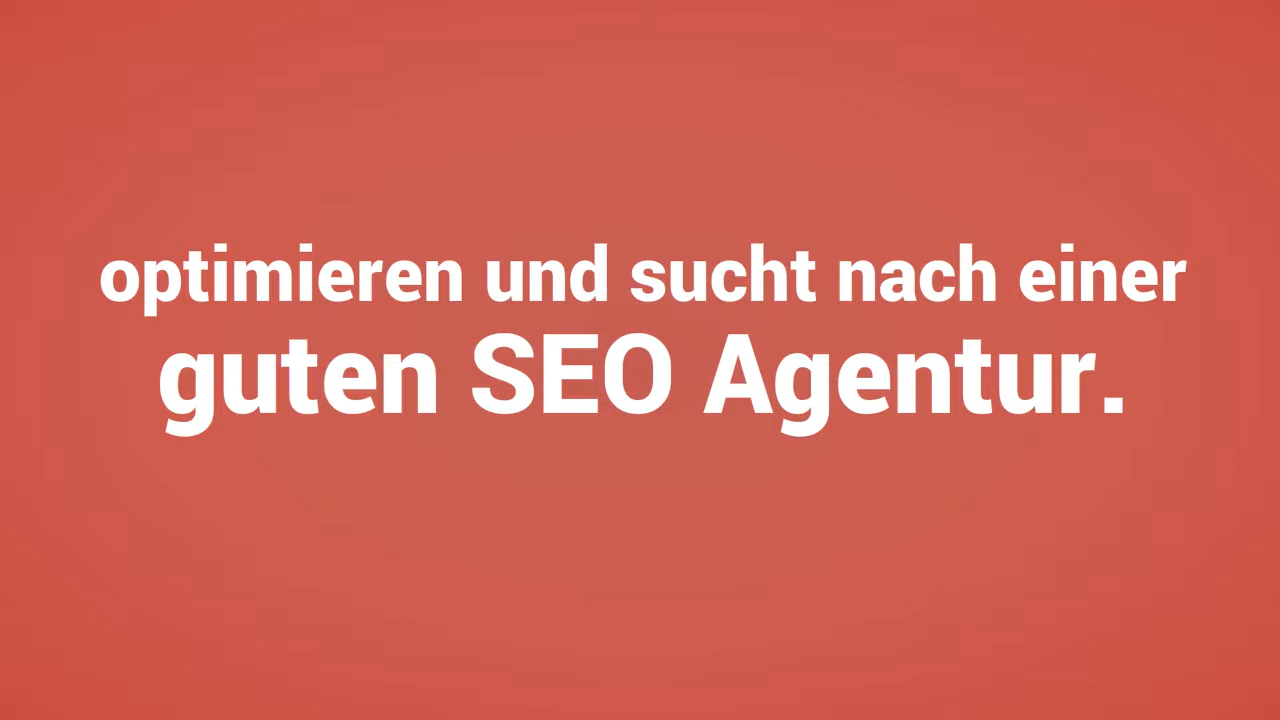 optimieren und sucht nach einer
guten SEO Agentur.